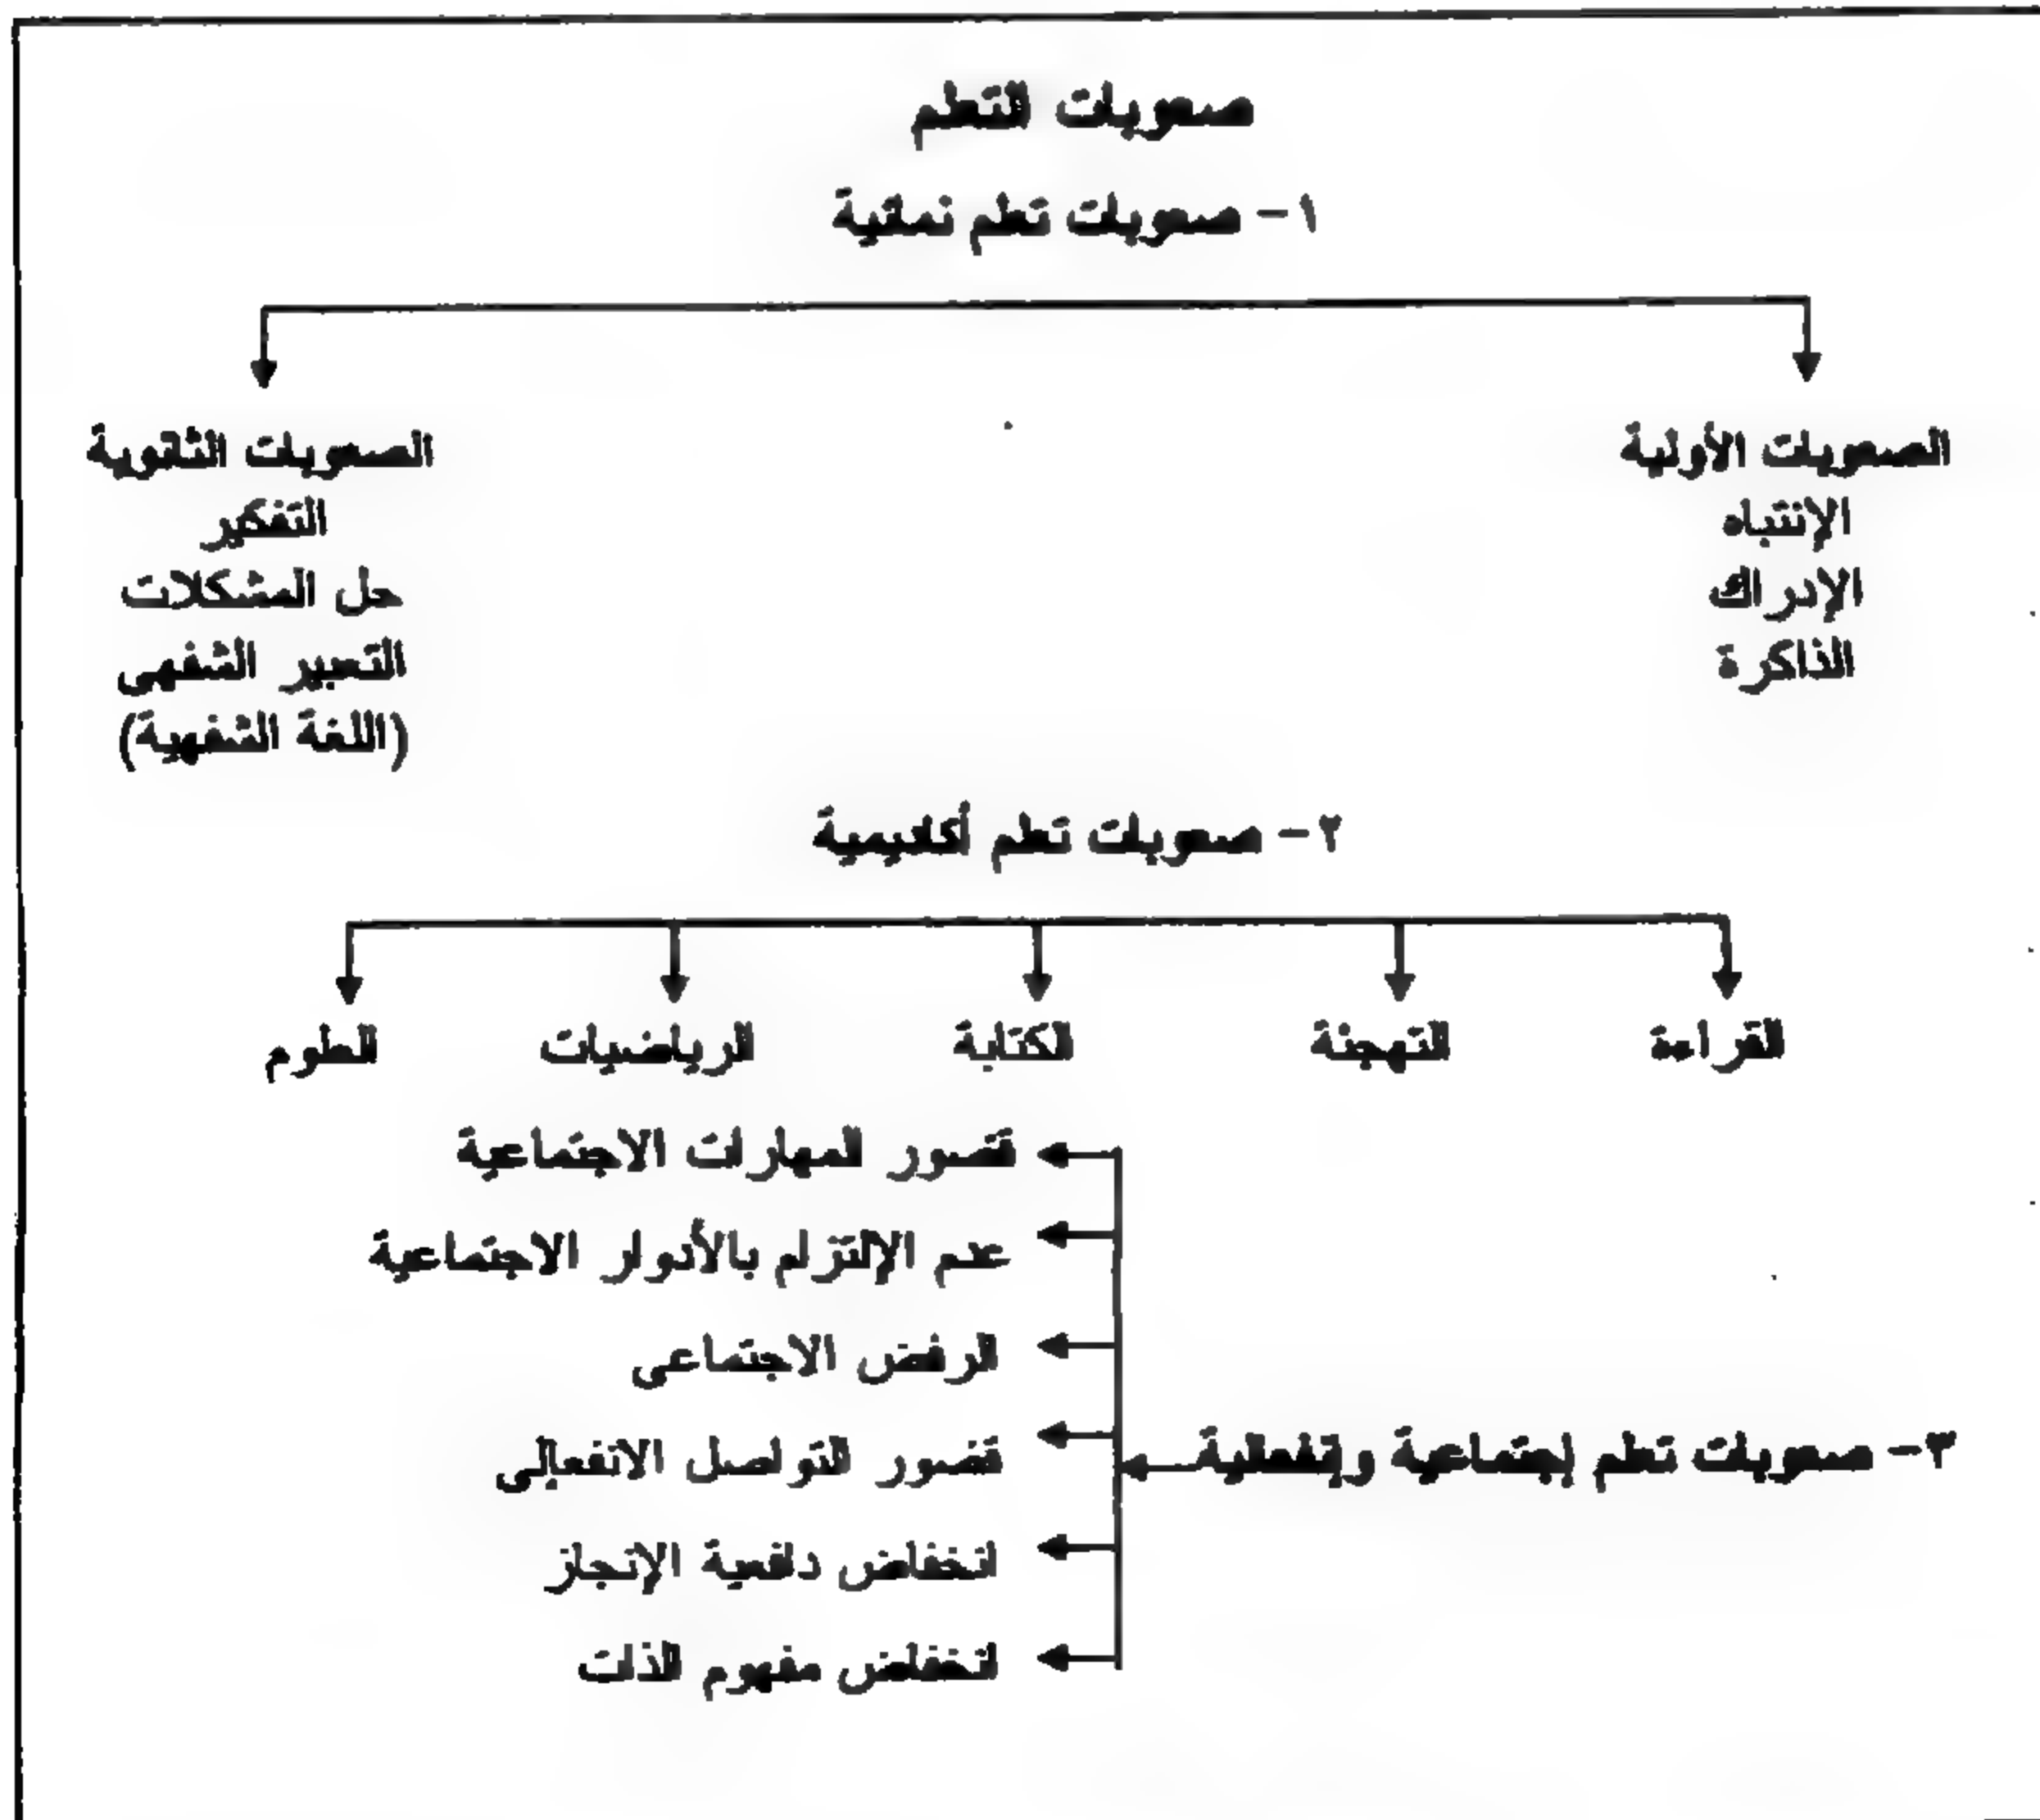 صعوبات التعلم
١- صعوبات تعلم نمائية
الصعوبات الأولية
الإنتباه
الإدراك
الذاكرة
الصعوبات الثانوية
التفكير
حل المشكلات
التعبير الشفهى
(اللغة الشفهية)
٢- صعوبات تعلم أكاديمية
القراءة التهجئة الكتابة الرياضيات العلوم
٣- صعوبات تعلم إجتماعية وإنفعالية
قصور المهارات الاجتماعية
عدم الإلتزام بالأدوار الاجتماعية
الرفض الاجتماعى
قصور التواصل الانفعالى
انخفاض دافعية الإنجاز
انخفاض مفهوم الذات